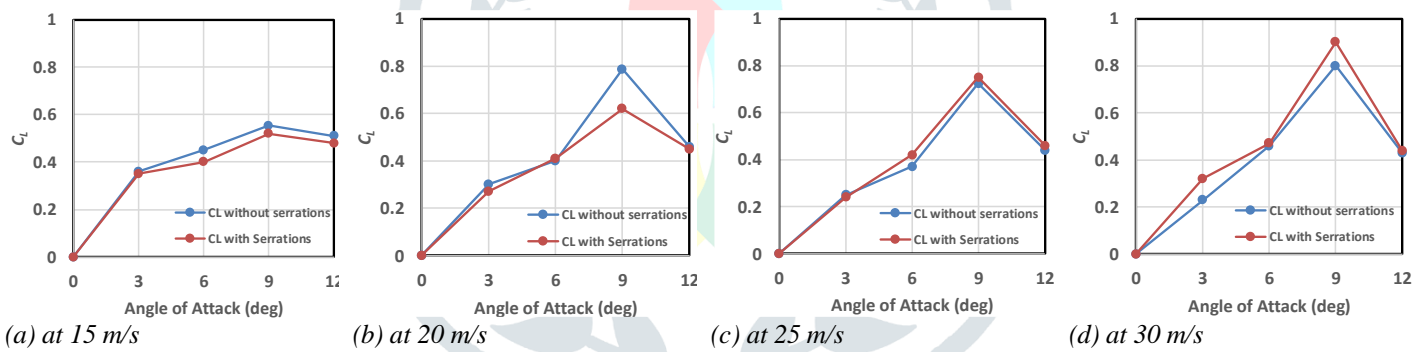 1
0.8
0.6
0.4
0.2
0
CL
CL without serrations
CL with Serrations
0 3 6 9 12
Angle of Attack (deg)
(a) at 15 m/s
1
0.8
0.6
0.4
0.2
0
CL
CL without serrations
CL with Serrations
0 3 6 9 12
Angle of Attack (deg)
(b) at 20 m/s
1
0.8
0.6
0.4
0.2
0
CL
CL without serrations
CL with Serrations
0 3 6 9 12
Angle of Attack (deg)
(c) at 25 m/s
1
0.8
0.6
0.4
0.2
0
CL
CL without serrations
CL with Serrations
0 3 6 9 12
Angle of Attack (deg)
(d) at 30 m/s